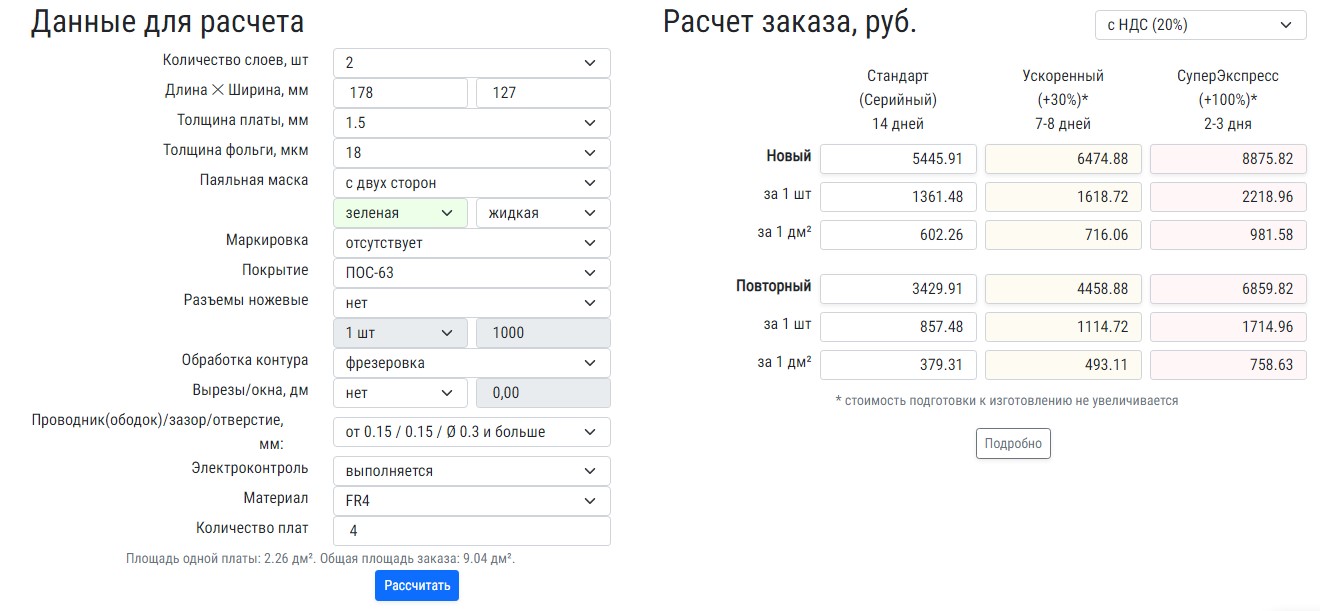 Данные для расчета
Количество слоев, шт 2
Длина × Ширина, мм 178 127
Толщина платы, мм 1.5
Толщина фольги, мкм 18
Паяльная маска с двух сторон
зеленая жидкая
Маркировка отсутствует
Покрытие ПОС-63
Разъемы ножевые нет
1 шт 1000
Обработка контура фрезеровка
Вырезы/окна, дм нет 0,00
Проводник(ободок)/зазор/отверстие,
мм: от 0.15 / 0.15 / Ø 0.3 и больше
Электроконтроль выполняется
Материал FR4
Количество плат 4
Площадь одной платы: 2.26 дм². Общая площадь заказа: 9.04 дм².
Рассчитать
Расчет заказа, руб. с НДС (20%)
Стандарт Ускоренный СуперЭкспресс
(Серийный) (+30%)* (+100%)*
14 дней 7-8 дней 2-3 дня
Новый 5445.91 6474.88 8875.82
за 1 шт 1361.48 1618.72 2218.96
за 1 дм² 602.26 716.06 981.58
Повторный 3429.91 4458.88 6859.82
за 1 шт 857.48 1114.72 1714.96
за 1 дм² 379.31 493.11 758.63
* стоимость подготовки к изготовлению не увеличивается
Подробно